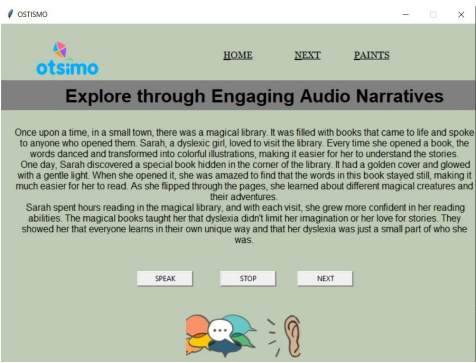 OSTISMO
otsimo
HOME NEXT PAINTS
Explore through Engaging Audio Narratives
Once upon a time, in a small town, there was a magical library. It was filled with books that came to life and spoke
to anyone who opened them. Sarah, a dyslexic girl, loved to visit the library. Every time she opened a book, the
words danced and transformed into colorful illustrations, making it easier for her to understand the stories.
One day, Sarah discovered a special book hidden in the corner of the library. It had a golden cover and glowed
with a gentle light. When she opened it, she was amazed to find that the words in this book stayed still, making it
much easier for her to read. As she flipped through the pages, she learned about different magical creatures and
their adventures.
Sarah spent hours reading in the magical library, and with each visit, she grew more confident in her reading
abilities. The magical books taught her that dyslexia didn't limit her imagination or her love for stories. They
showed her that everyone learns in their own unique way and that her dyslexia was just a small part of who she
was.
SPEAK STOP NEXT